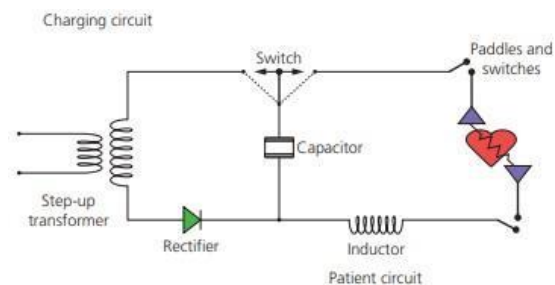 Charging circuit
Switch
Paddles and
switches
Capacitor
Step-up
transformer
Rectifier
Inductor
Patient circuit